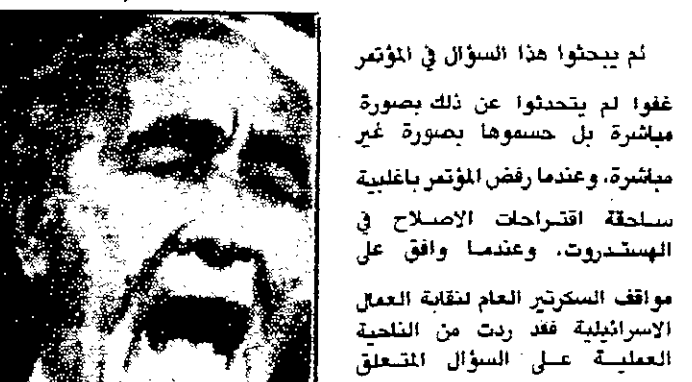 لم يبحثوا هذا السؤال في المؤتمر
عفوا لم يتحدثوا عن ذلك بصورة
مباشرة بل حسموها بصورة غير
مباشرة، وعندما رفض المؤتمر باغلبية
ساحقة اقتراحات الاصلاح في
الهستدروت، وعندما وافق على
مواقف السكرتير العام لنقابة العمال
الاسرائيلية فقد ردت من الناحية
العملية على السؤال المتعلق